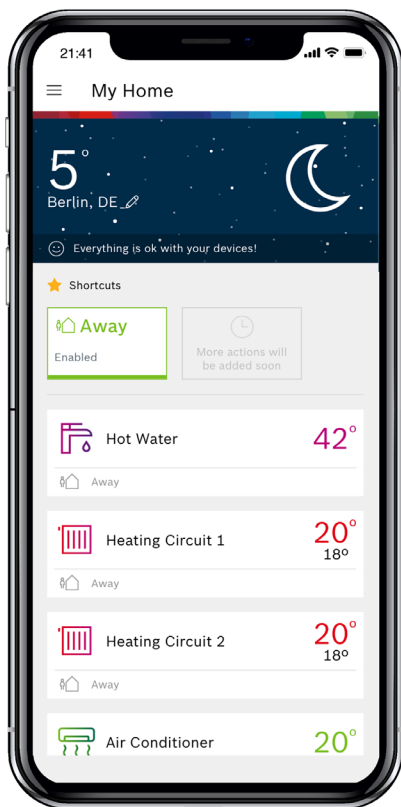 21:41
My Home
5°
Berlin, DE
Everything is ok with your devices!
Shortcuts
Away
Enabled
More actions will
be added soon
Hot Water
42°
Away
Heating Circuit 1
20°
18º
Away
Heating Circuit 2
20°
18º
Away
Air Conditioner
20°